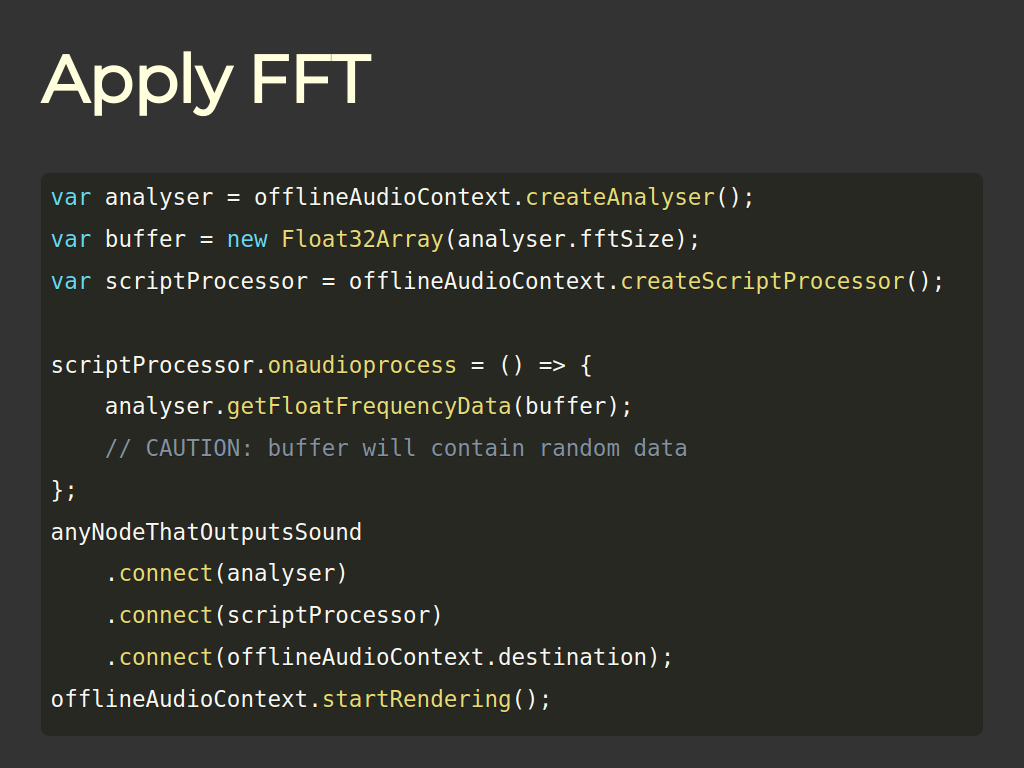 Apply FFT
var analyser = offlineAudioContext.createAnalyser();
var buffer = new Float32Array(analyser.fftSize);
var scriptProcessor = offlineAudioContext.createScriptProcessor();
scriptProcessor.onaudioprocess = () => {
    analyser.getFloatFrequencyData(buffer);
    // CAUTION: buffer will contain random data
};
anyNodeThatOutputsSound
    .connect(analyser)
    .connect(scriptProcessor)
    .connect(offlineAudioContext.destination);
offlineAudioContext.startRendering();